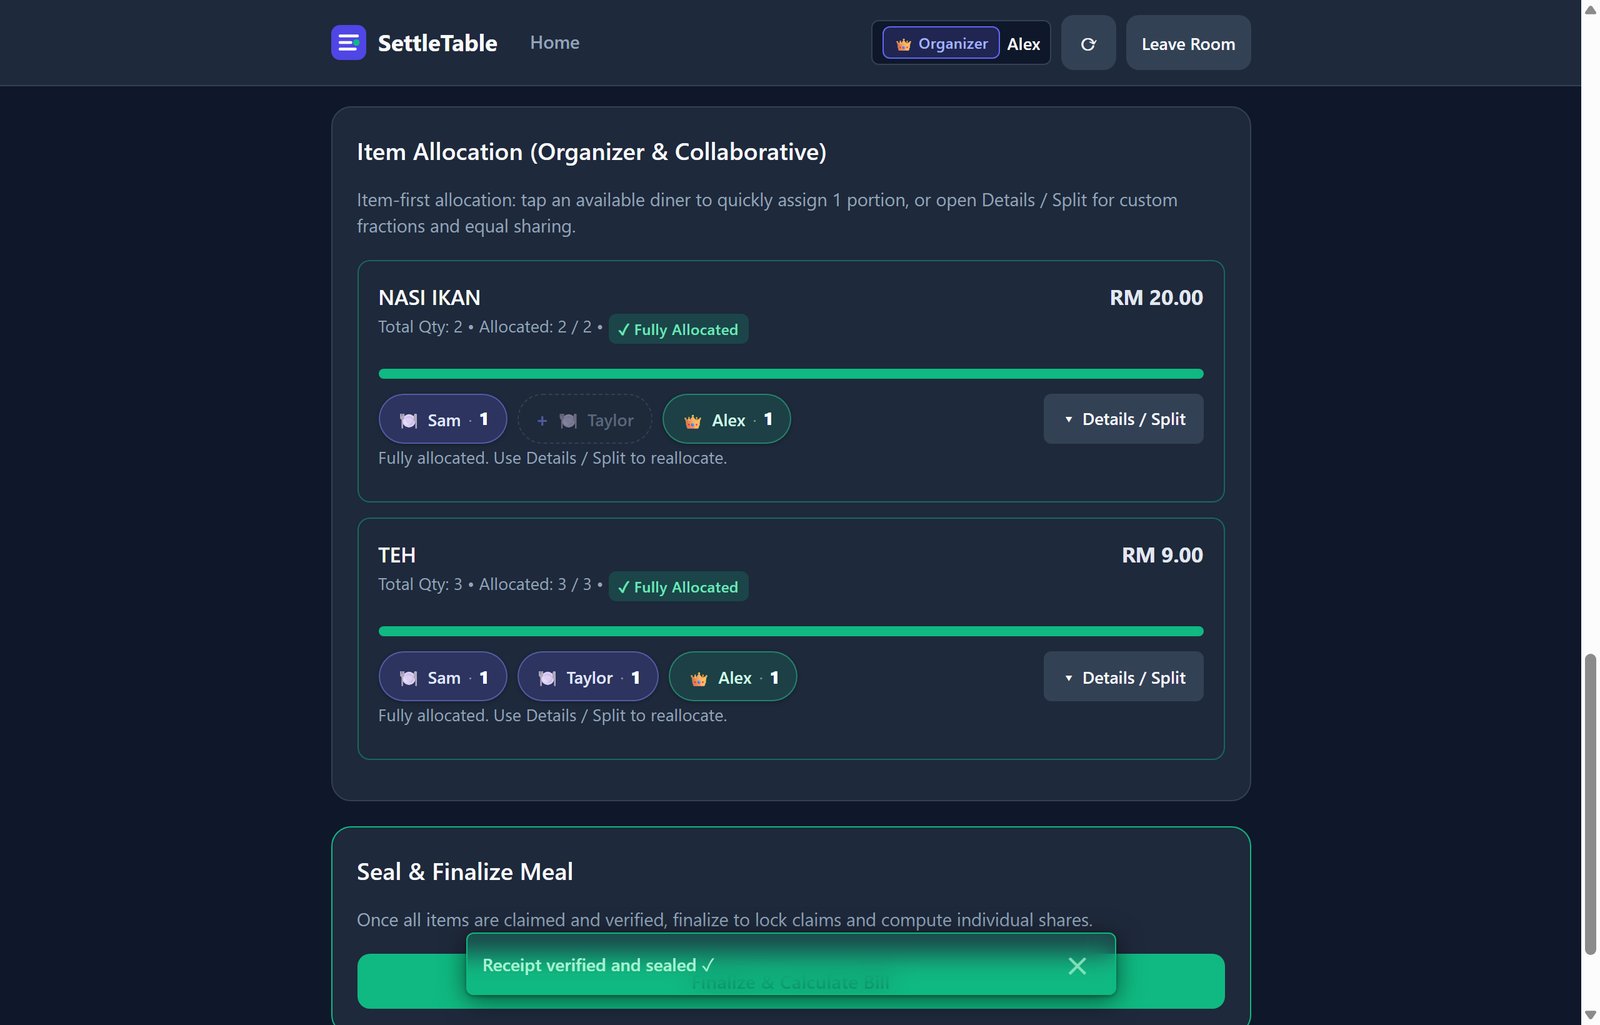 SettleTable
Home
Organizer Alex
Leave Room
Item Allocation (Organizer & Collaborative)
Item-first allocation: tap an available diner to quickly assign 1 portion, or open Details / Split for custom
fractions and equal sharing.
NASI IKAN
RM 20.00
Total Qty: 2 • Allocated: 2 / 2 • ✓ Fully Allocated
Sam · 1
+ Taylor
Alex · 1
▼ Details / Split
Fully allocated. Use Details / Split to reallocate.
TEH
RM 9.00
Total Qty: 3 • Allocated: 3 / 3 • ✓ Fully Allocated
Sam · 1
Taylor · 1
Alex · 1
▼ Details / Split
Fully allocated. Use Details / Split to reallocate.
Seal & Finalize Meal
Once all items are claimed and verified, finalize to lock claims and compute individual shares.
Receipt verified and sealed ✓
Finalize & Calculate Bill